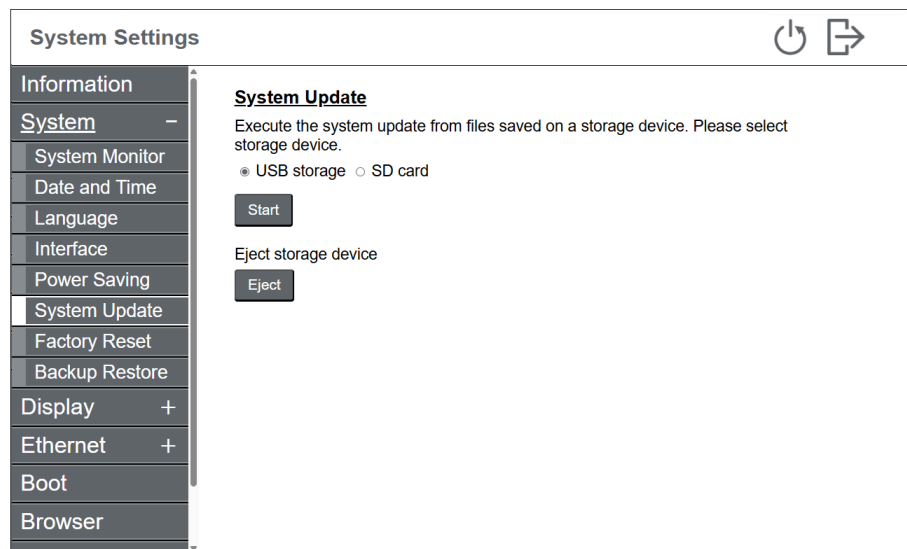 System Settings
Information
System −
System Monitor
Date and Time
Language
Interface
Power Saving
System Update
Factory Reset
Backup Restore
Display +
Ethernet +
Boot
Browser
System Update
Execute the system update from files saved on a storage device. Please select
storage device.
USB storage SD card
Start
Eject storage device
Eject